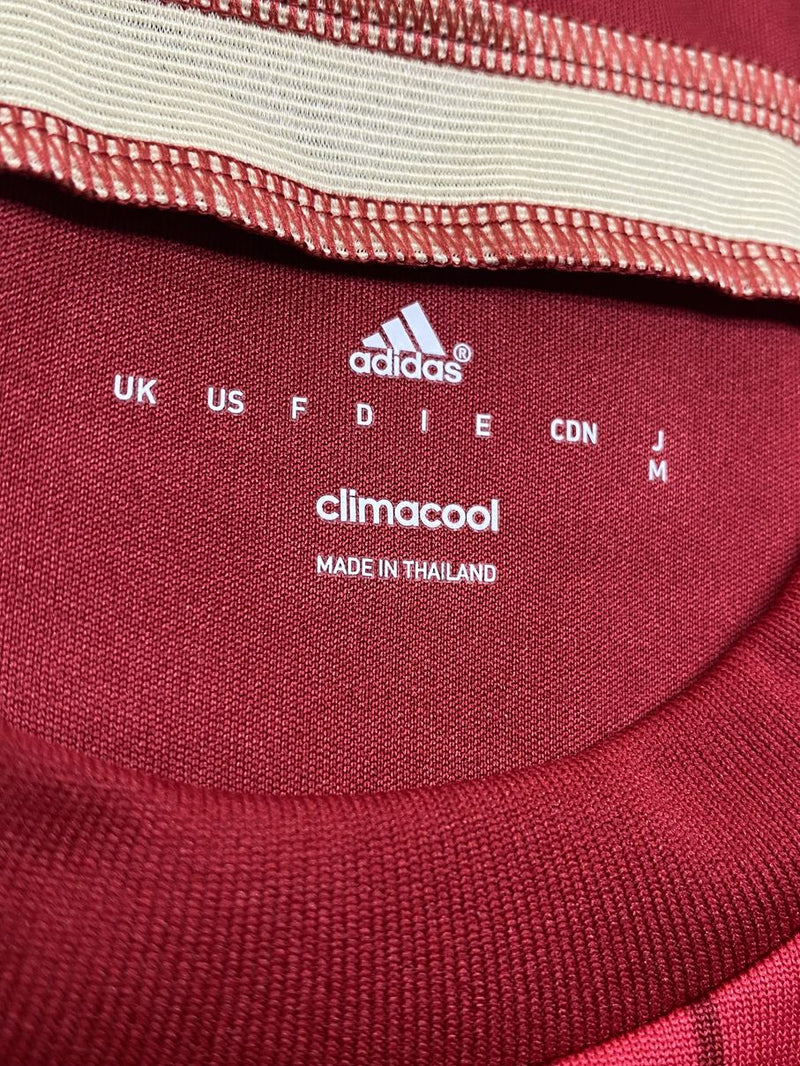 adidas®
UK US F D I E CDN J
M
climacool
MADE IN THAILAND